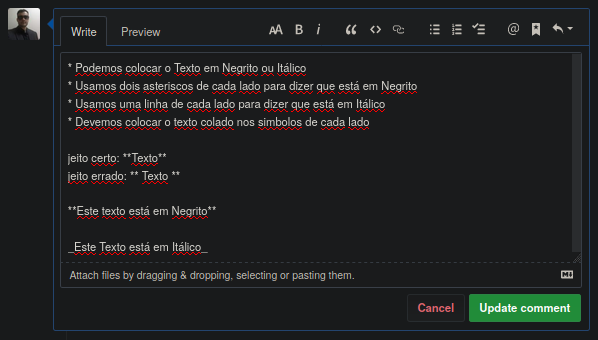 Write Preview AA B i @
* Podemos colocar o Texto em Negrito ou Itálico
* Usamos dois asteriscos de cada lado para dizer que está em Negrito
* Usamos uma linha de cada lado para dizer que está em Itálico
* Devemos colocar o texto colado nos simbolos de cada lado
jeito certo: **Texto**
jeito errado: ** Texto **
**Este texto está em Negrito**
_Este Texto está em Itálico_
Attach files by dragging & dropping, selecting or pasting them.
Cancel Update comment